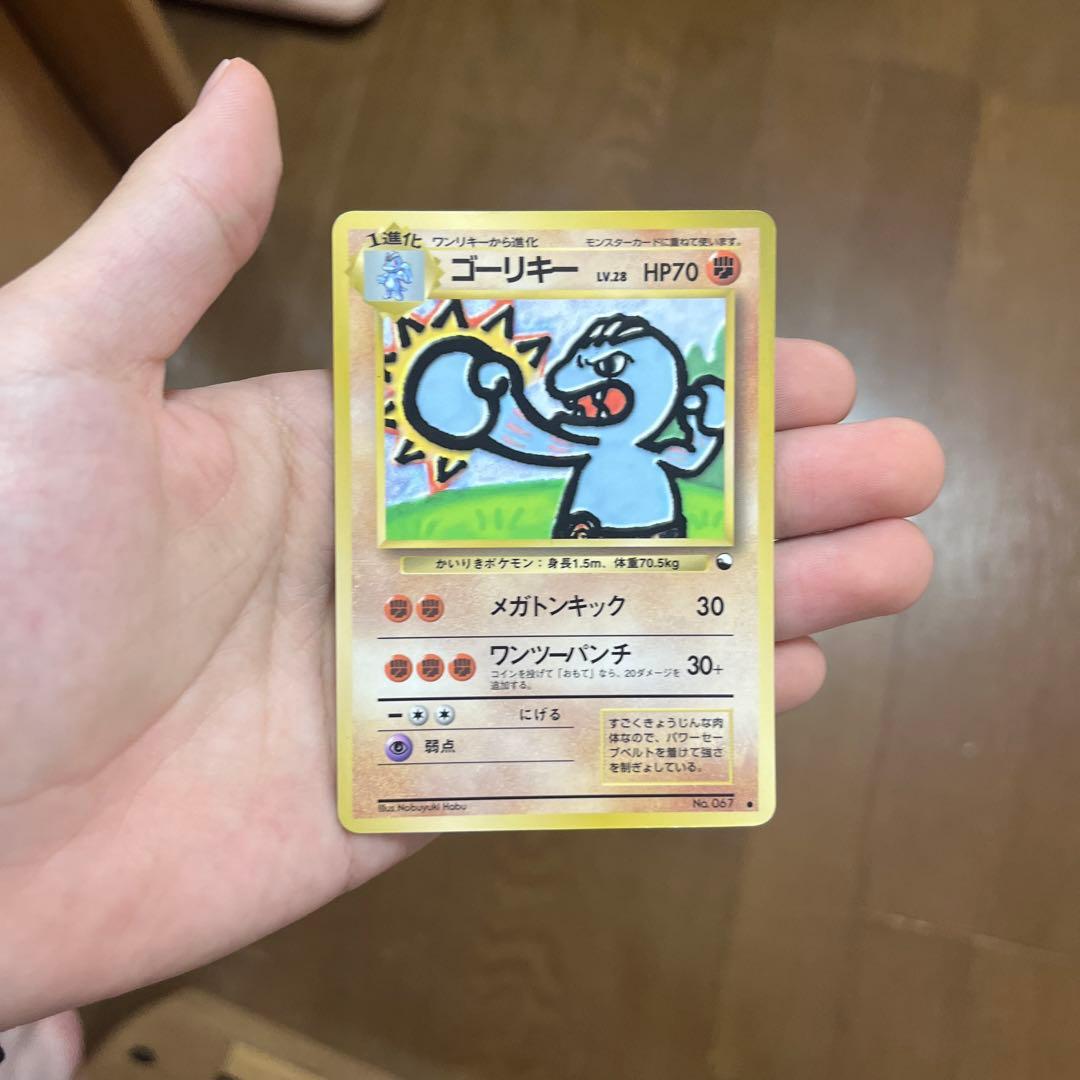 1進化 ワンリキーから進化 モンスターカードに重ねて使います。
ゴーリキー LV.28 HP70
かいりきポケモン：身長1.5m、体重70.5kg
メガトンキック 30
ワンツーパンチ 30+
コインを投げて「おもて」なら、20ダメージを
追加する。
にげる
弱点
すごくきょうじんな肉
体なので、パワーセー
ブベルトを着けて強さ
を制ぎょしている。
Illus.Nobuyuki Habu No.067